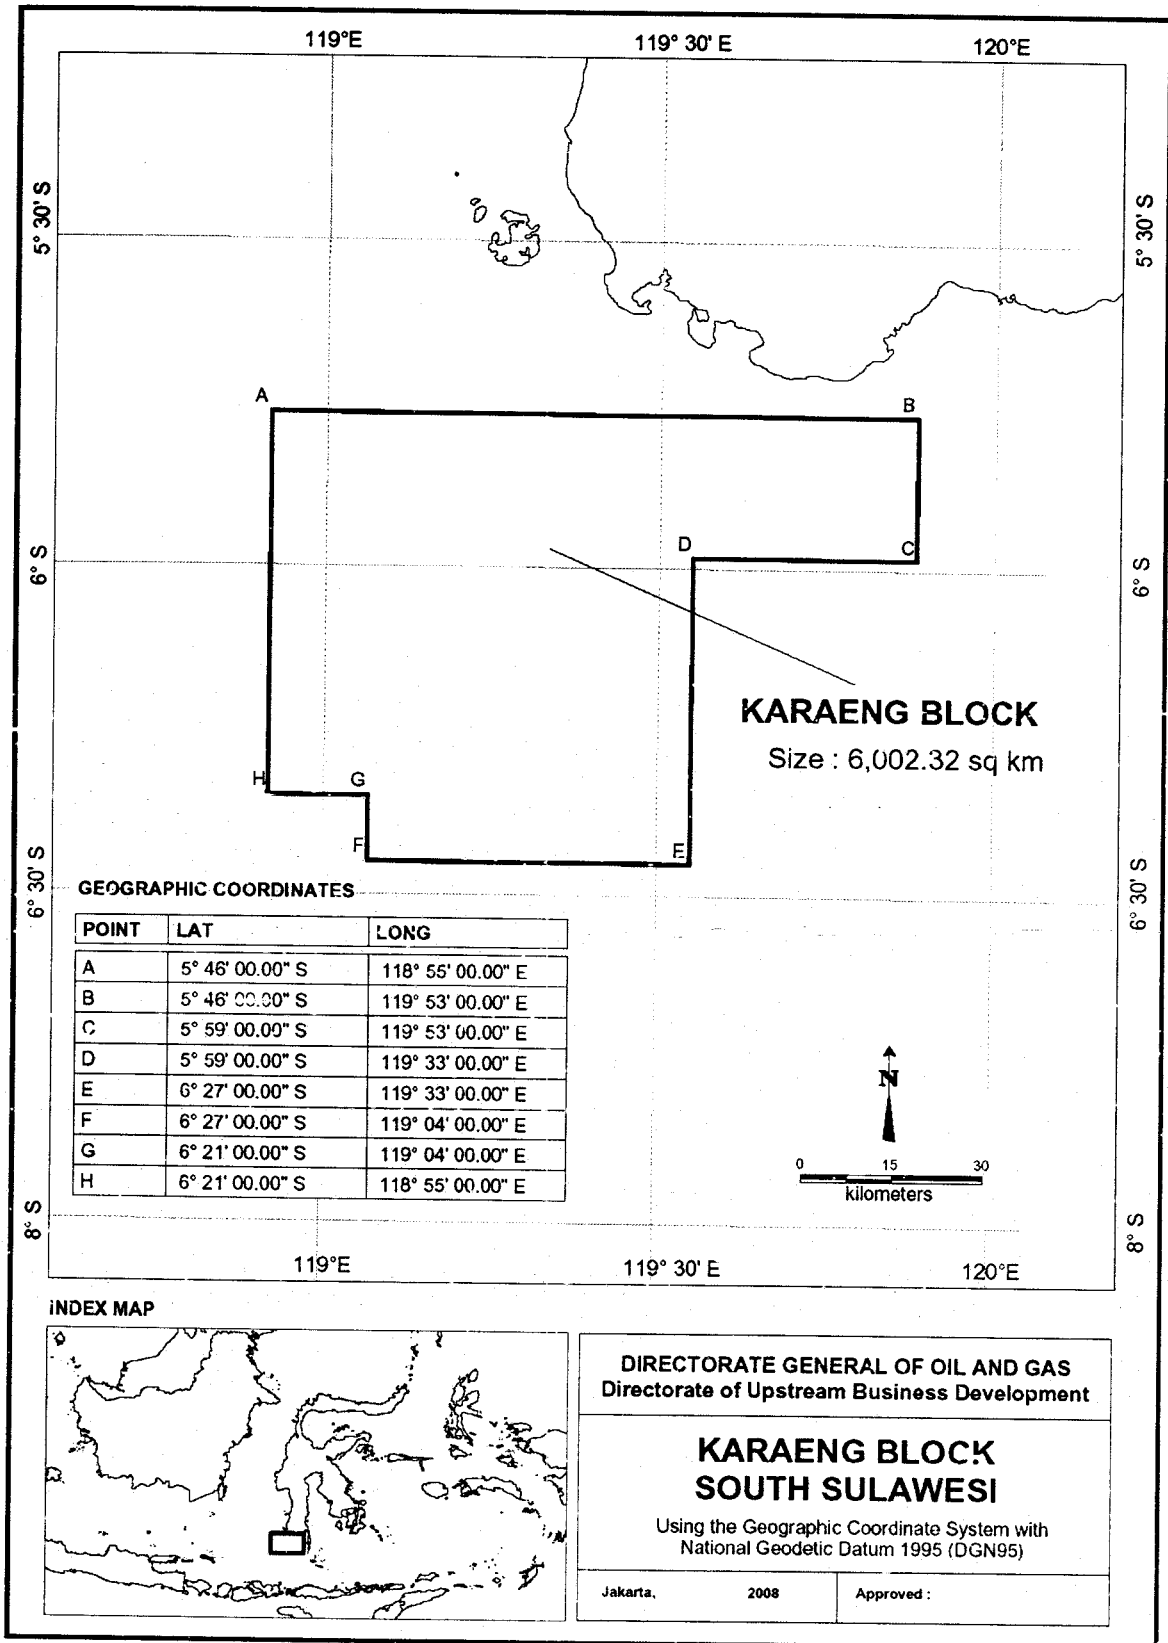 119°E 119° 30' E 120°E
5° 30' S 5° 30' S
A B
6° S D C 6° S
KARAENG BLOCK
Size : 6,002.32 sq km
H G
F E
6° 30' S 6° 30' S
GEOGRAPHIC COORDINATES
POINT LAT LONG
A 5° 46' 00.00" S 118° 55' 00.00" E
B 5° 46' 00.00" S 119° 53' 00.00" E
C 5° 59' 00.00" S 119° 53' 00.00" E
D 5° 59' 00.00" S 119° 33' 00.00" E
E 6° 27' 00.00" S 119° 33' 00.00" E
F 6° 27' 00.00" S 119° 04' 00.00" E
G 6° 21' 00.00" S 119° 04' 00.00" E
H 6° 21' 00.00" S 118° 55' 00.00" E
N
0 15 30
kilometers
8° S 8° S
119°E 119° 30' E 120°E
INDEX MAP
DIRECTORATE GENERAL OF OIL AND GAS
Directorate of Upstream Business Development
KARAENG BLOCK
SOUTH SULAWESI
Using the Geographic Coordinate System with
National Geodetic Datum 1995 (DGN95)
Jakarta, 2008 Approved :